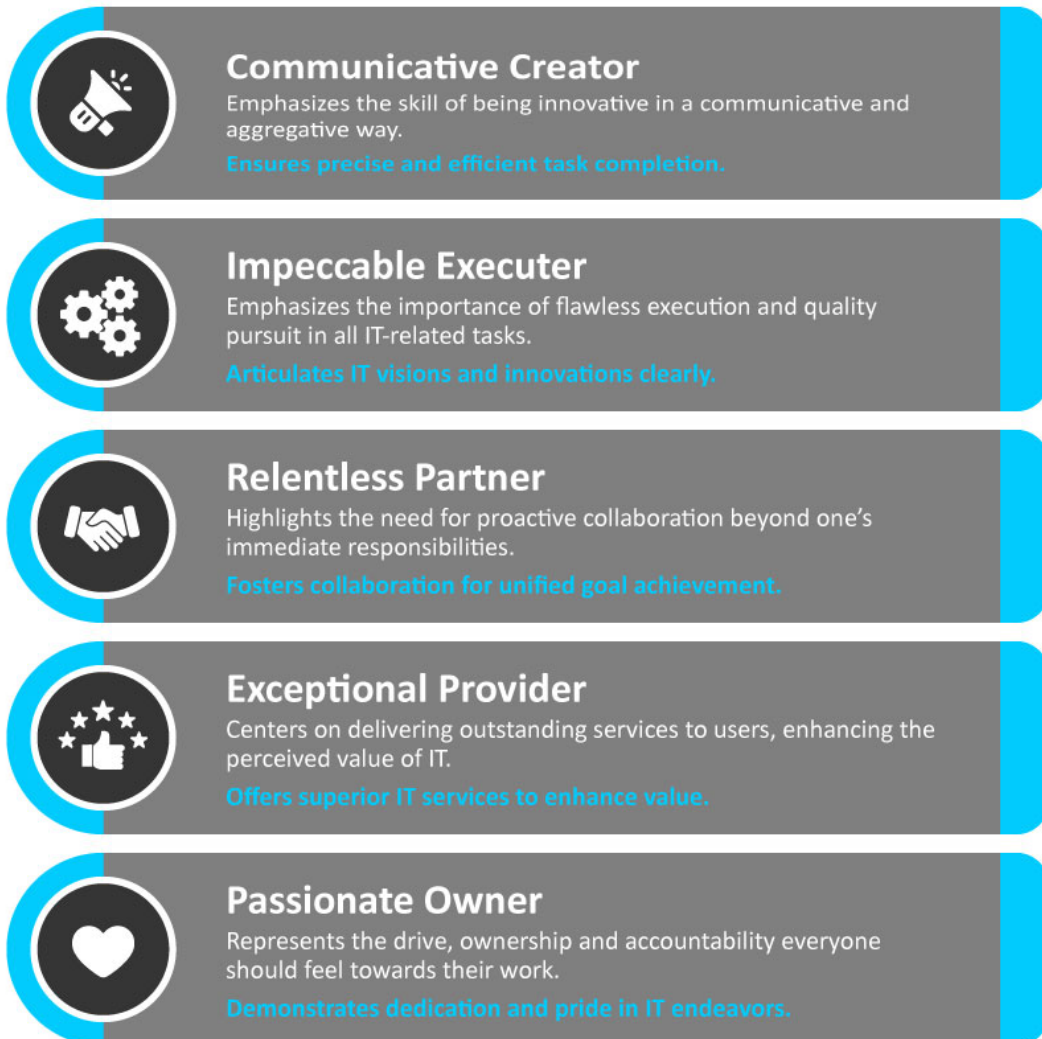 Communicative Creator
Emphasizes the skill of being innovative in a communicative and
aggregative way.
Ensures precise and efficient task completion.
Impeccable Executer
Emphasizes the importance of flawless execution and quality
pursuit in all IT-related tasks.
Articulates IT visions and innovations clearly.
Relentless Partner
Highlights the need for proactive collaboration beyond one’s
immediate responsibilities.
Fosters collaboration for unified goal achievement.
Exceptional Provider
Centers on delivering outstanding services to users, enhancing the
perceived value of IT.
Offers superior IT services to enhance value.
Passionate Owner
Represents the drive, ownership and accountability everyone
should feel towards their work.
Demonstrates dedication and pride in IT endeavors.